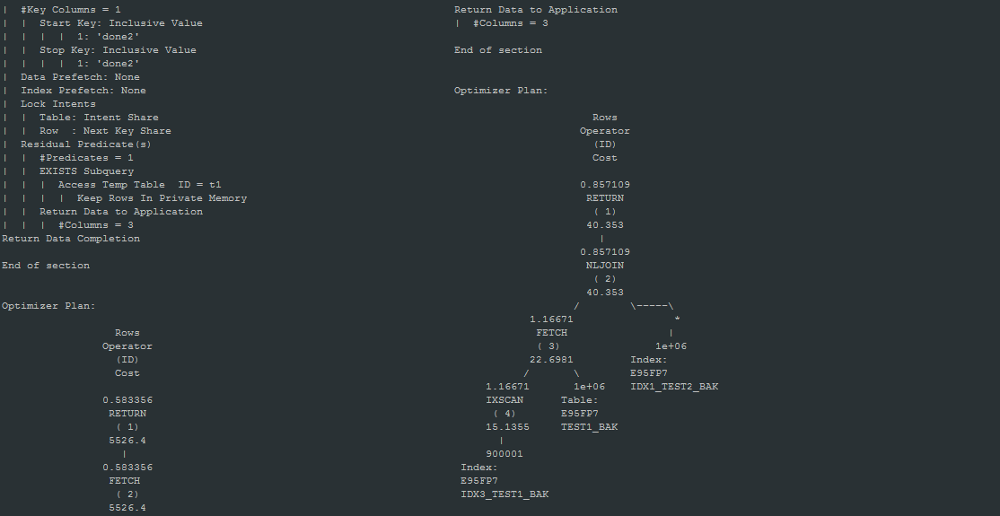 | #Key Columns = 1
| | Start Key: Inclusive Value
| | | | 1: 'done2'
| | Stop Key: Inclusive Value
| | | | 1: 'done2'
| Data Prefetch: None
| Index Prefetch: None
| Lock Intents
| | Table: Intent Share
| | Row  : Next Key Share
| Residual Predicate(s)
| | #Predicates = 1
| | EXISTS Subquery
| | | Access Temp Table  ID = t1
| | | | Keep Rows In Private Memory
| | Return Data to Application
| | | #Columns = 3
Return Data Completion
End of section
Optimizer Plan:
Rows
Operator
(ID)
Cost
0.583356
RETURN
( 1)
5526.4
|
0.583356
FETCH
( 2)
5526.4
Return Data to Application
| #Columns = 3
End of section
Optimizer Plan:
Rows
Operator
(ID)
Cost
0.857109
RETURN
( 1)
40.353
|
0.857109
NLJOIN
( 2)
40.353
/ \-----\
1.16671 *
FETCH |
( 3) 1e+06
22.6981 Index:
/ \ E95FP7
1.16671 1e+06 IDX1_TEST2_BAK
IXSCAN Table:
( 4) E95FP7
15.1355 TEST1_BAK
|
900001
Index:
E95FP7
IDX3_TEST1_BAK